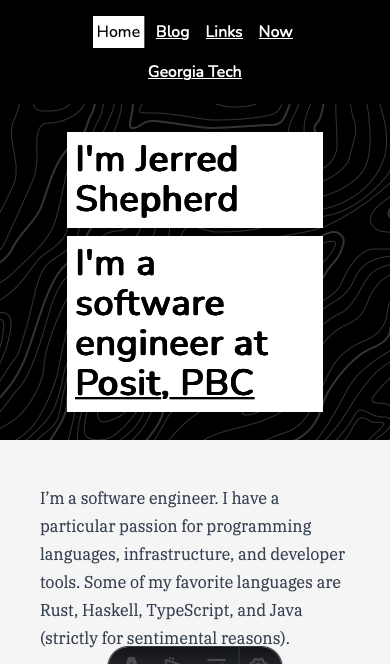 Home Blog Links Now
Georgia Tech
I'm Jerred
Shepherd
I'm a
software
engineer at
Posit, PBC
I’m a software engineer. I have a
particular passion for programming
languages, infrastructure, and developer
tools. Some of my favorite languages are
Rust, Haskell, TypeScript, and Java
(strictly for sentimental reasons).